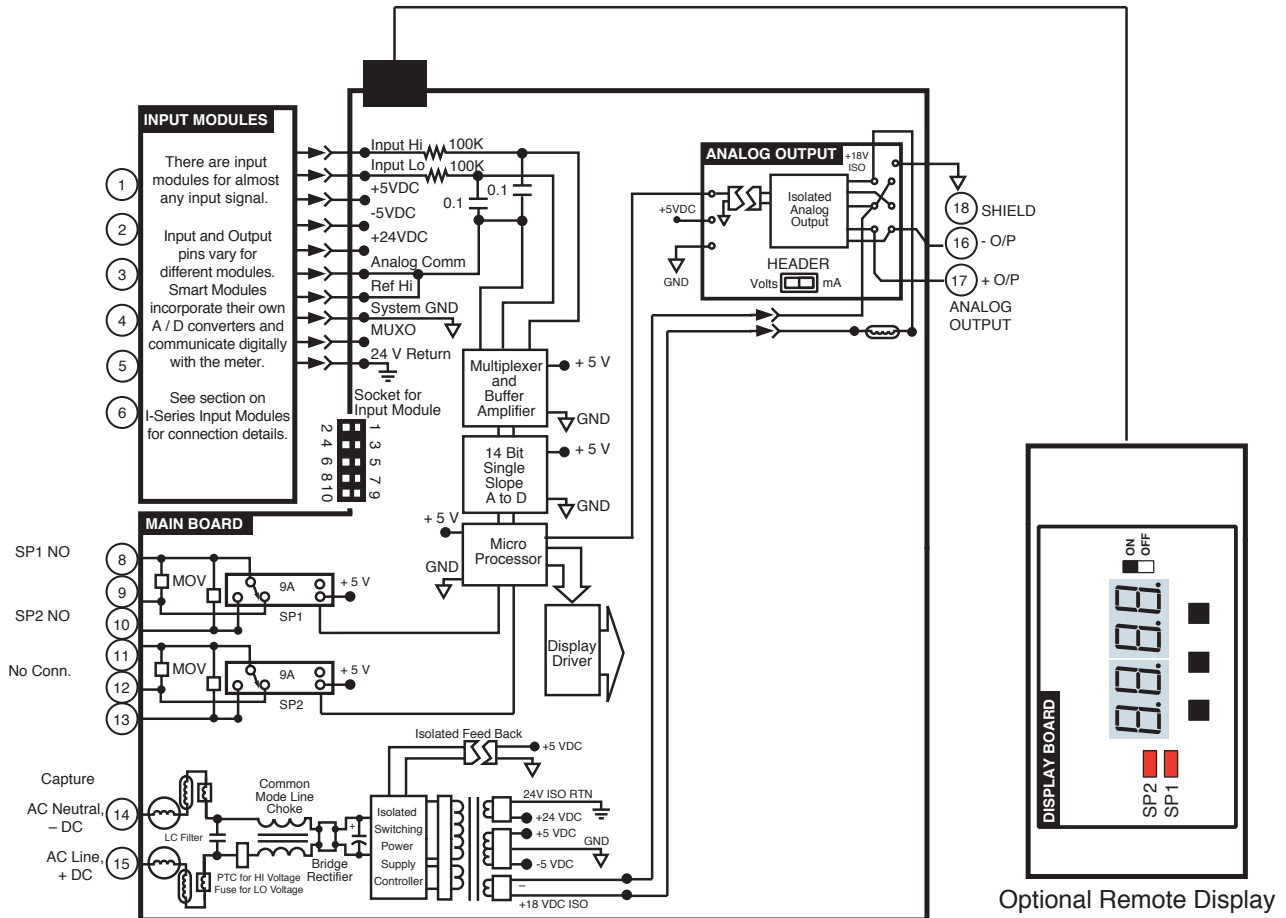 INPUT MODULES
There are input
modules for almost
any input signal.
Input and Output
pins vary for
different modules.
Smart Modules
incorporate their own
A / D converters and
communicate digitally
with the meter.
See section on
I-Series Input Modules
for connection details.
1
2
3
4
5
6
Input Hi
100K
Input Lo
100K
+5VDC
-5VDC
+24VDC
Analog Comm
Ref Hi
System GND
MUXO
24 V Return
0.1
0.1
Socket for
Input Module
2 4 6 8 10
1 3 5 7 9
Multiplexer
and
Buffer
Amplifier
+ 5 V
GND
14 Bit
Single
Slope
A to D
+ 5 V
GND
+ 5 V
GND
Micro
Processor
Display
Driver
ANALOG OUTPUT
+18V
ISO
+5VDC
GND
Isolated
Analog
Output
HEADER
Volts
mA
18
SHIELD
16
- O/P
17
+ O/P
ANALOG
OUTPUT
MAIN BOARD
SP1 NO
8
9
SP2 NO
10
11
No Conn.
12
13
MOV
9A
+ 5 V
SP1
MOV
9A
+ 5 V
SP2
Capture
AC Neutral,
– DC
14
AC Line,
+ DC
15
LC Filter
Common
Mode Line
Choke
PTC for HI Voltage
Fuse for LO Voltage
Bridge
Rectifier
+
Isolated Feed Back
+5 VDC
Isolated
Switching
Power
Supply
Controller
24V ISO RTN
+24 VDC
+5 VDC
GND
-5 VDC
–
+18 VDC ISO
DISPLAY BOARD
ON
OFF
8.8.8.8.
SP2
SP1
Optional Remote Display